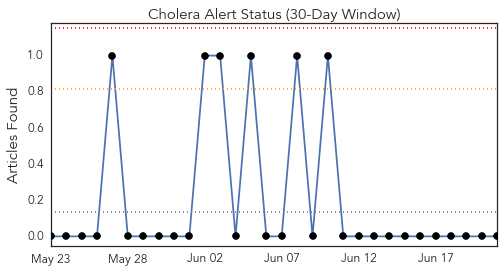 Cholera Alert Status (30-Day Window)
Articles Found
1.0
0.8
0.6
0.4
0.2
0.0
May 23 May 28 Jun 02 Jun 07 Jun 12 Jun 17